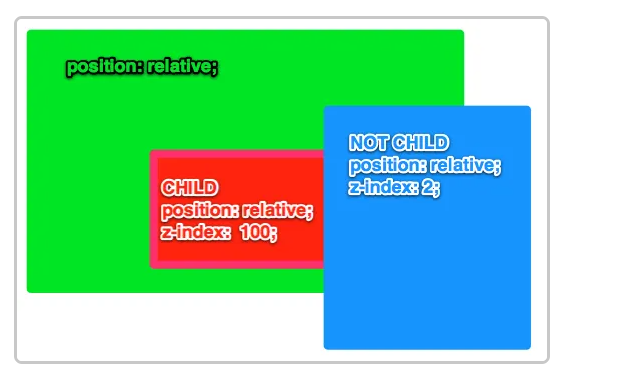 position: relative;
NOT CHILD
position: relative;
z-index: 2;
CHILD
position: relative;
z-index:  100;